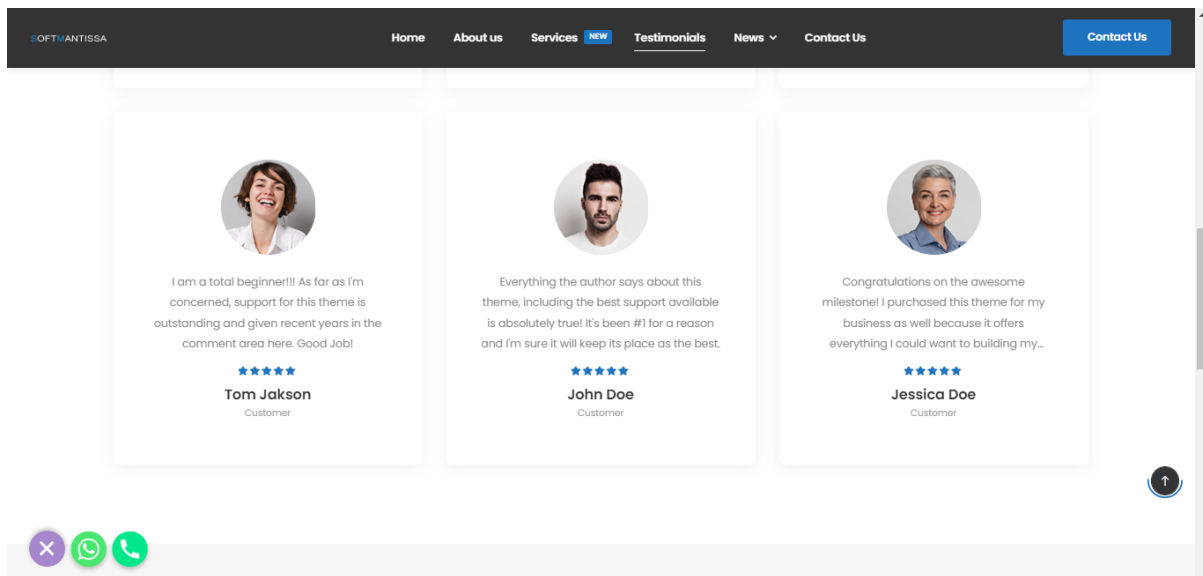 SOFTMANTISSA
Home
About us
Services NEW
Testimonials
News
Contact Us
Contact Us
I am a total beginner!!! As far as I'm
concerned, support for this theme is
outstanding and given recent years in the
comment area here. Good Job!
Tom Jakson
Customer
Everything the author says about this
theme, including the best support available
is absolutely true! It's been #1 for a reason
and I'm sure it will keep its place as the best.
John Doe
Customer
Congratulations on the awesome
milestone! I purchased this theme for my
business as well because it offers
everything I could want to building my...
Jessica Doe
Customer